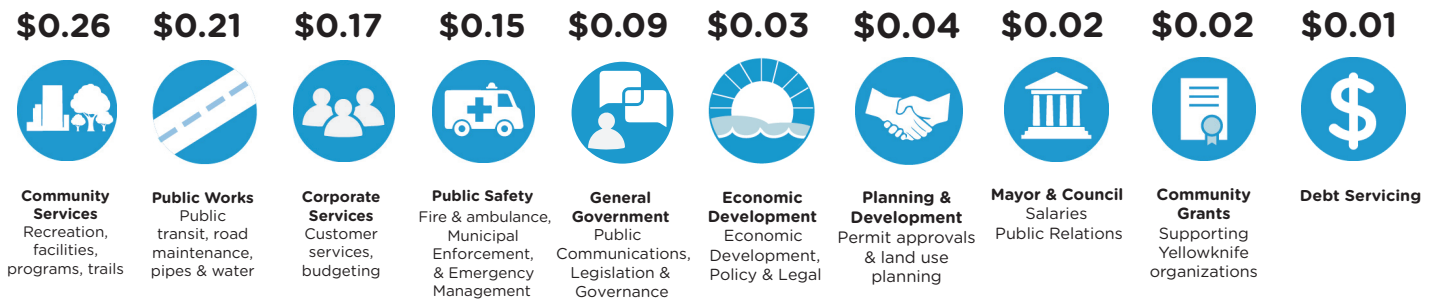 $0.26
$0.21
$0.17
$0.15
$0.09
$0.03
$0.04
$0.02
$0.02
$0.01
Community
Services
Recreation,
facilities,
programs, trails
Public Works
Public
transit, road
maintenance,
pipes & water
Corporate
Services
Customer
services,
budgeting
Public Safety
Fire & ambulance,
Municipal
Enforcement,
& Emergency
Management
General
Government
Public
Communications,
Legislation &
Governance
Economic
Development
Economic
Development,
Policy & Legal
Planning &
Development
Permit approvals
& land use
planning
Mayor & Council
Salaries
Public Relations
Community
Grants
Supporting
Yellowknife
organizations
Debt Servicing
$